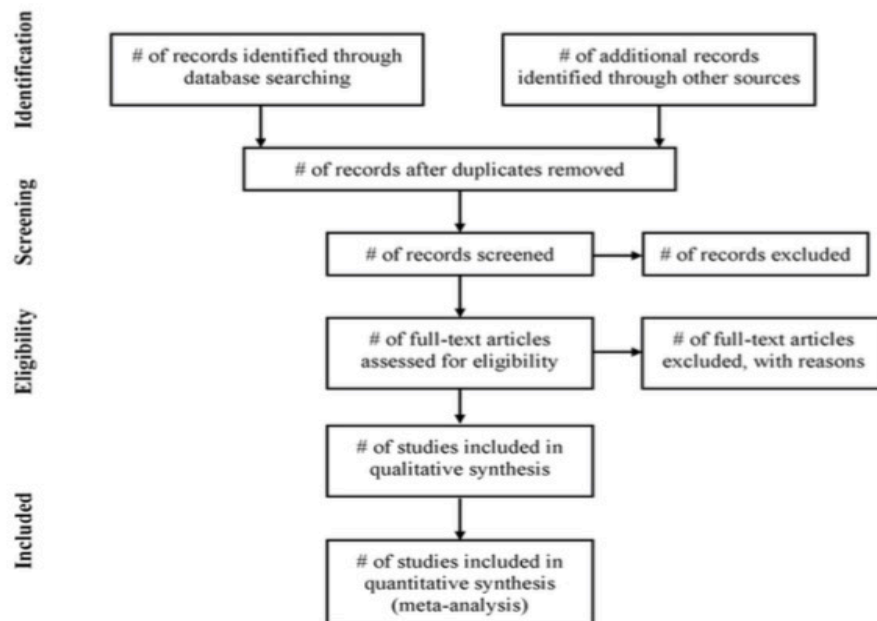 Identification
# of records identified through
database searching
# of additional records
identified through other sources
# of records after duplicates removed
Screening
# of records screened
# of records excluded
Eligibility
# of full-text articles
assessed for eligibility
# of full-text articles
excluded, with reasons
Included
# of studies included in
qualitative synthesis
# of studies included in
quantitative synthesis
(meta-analysis)